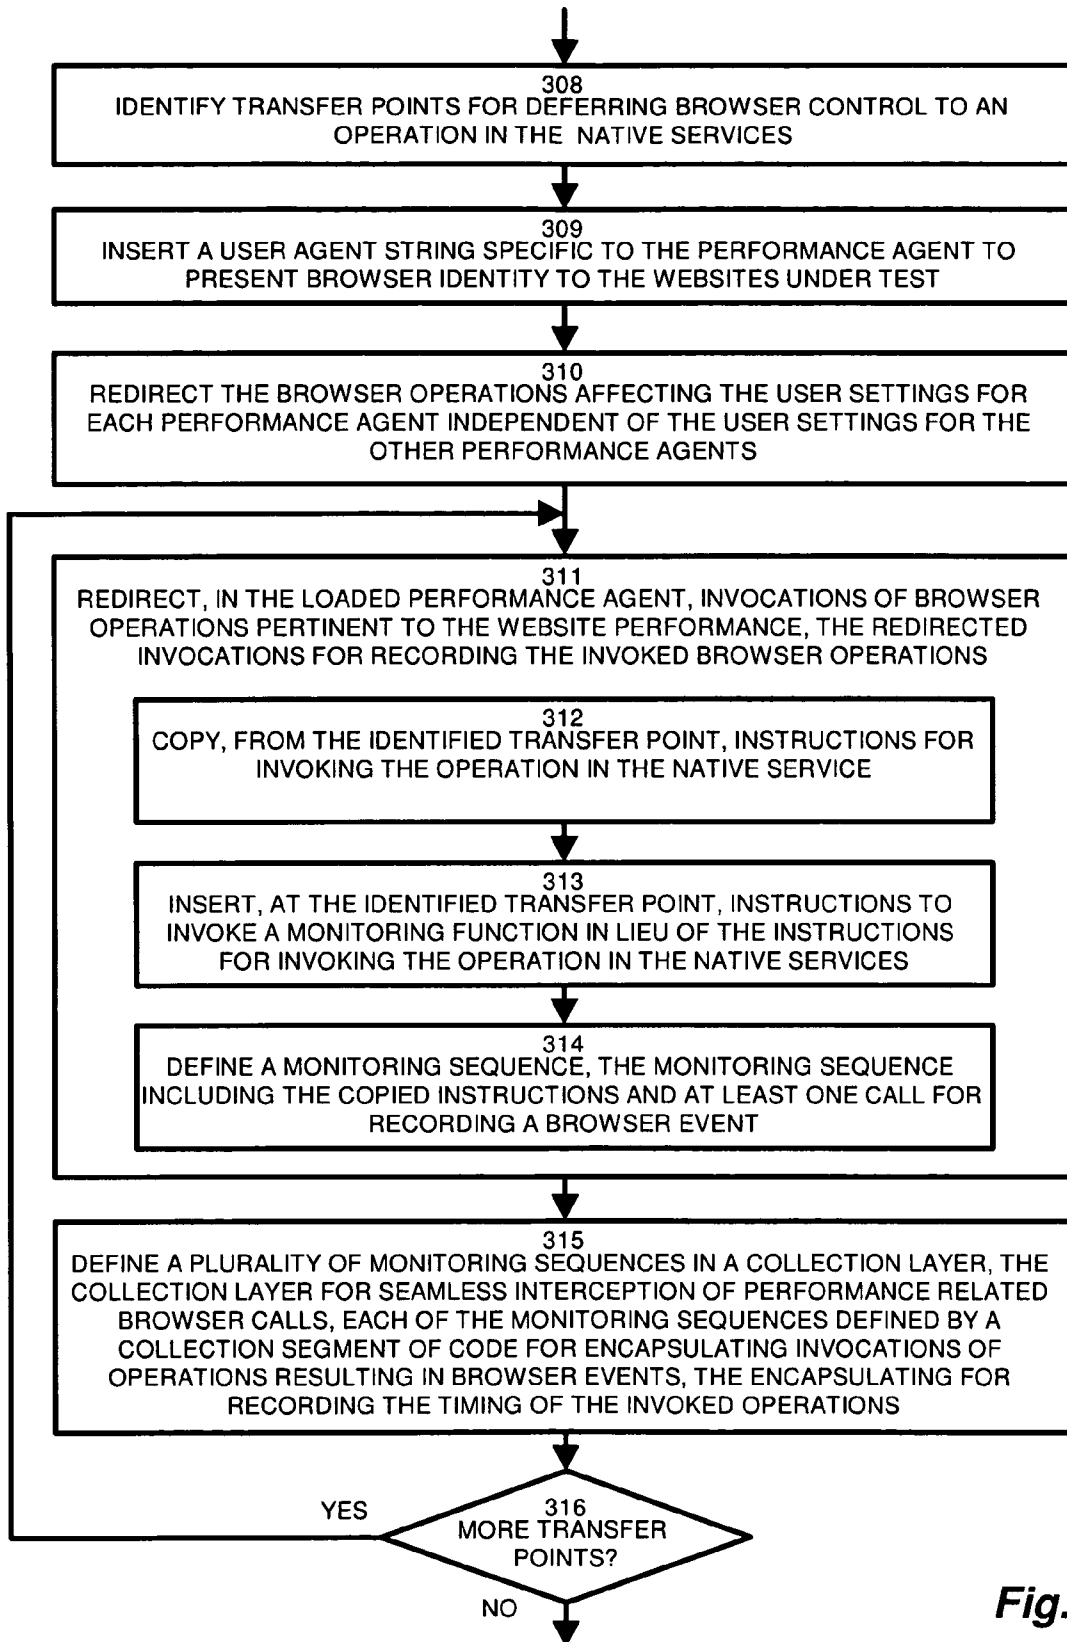 308
IDENTIFY TRANSFER POINTS FOR DEFERRING BROWSER CONTROL TO AN
OPERATION IN THE NATIVE SERVICES
309
INSERT A USER AGENT STRING SPECIFIC TO THE PERFORMANCE AGENT TO
PRESENT BROWSER IDENTITY TO THE WEBSITES UNDER TEST
310
REDIRECT THE BROWSER OPERATIONS AFFECTING THE USER SETTINGS FOR
EACH PERFORMANCE AGENT INDEPENDENT OF THE USER SETTINGS FOR THE
OTHER PERFORMANCE AGENTS
311
REDIRECT, IN THE LOADED PERFORMANCE AGENT, INVOCATIONS OF BROWSER
OPERATIONS PERTINENT TO THE WEBSITE PERFORMANCE, THE REDIRECTED
INVOCATIONS FOR RECORDING THE INVOKED BROWSER OPERATIONS
312
COPY, FROM THE IDENTIFIED TRANSFER POINT, INSTRUCTIONS FOR
INVOKING THE OPERATION IN THE NATIVE SERVICE
313
INSERT, AT THE IDENTIFIED TRANSFER POINT, INSTRUCTIONS TO
INVOKE A MONITORING FUNCTION IN LIEU OF THE INSTRUCTIONS
FOR INVOKING THE OPERATION IN THE NATIVE SERVICES
314
DEFINE A MONITORING SEQUENCE, THE MONITORING SEQUENCE
INCLUDING THE COPIED INSTRUCTIONS AND AT LEAST ONE CALL FOR
RECORDING A BROWSER EVENT
315
DEFINE A PLURALITY OF MONITORING SEQUENCES IN A COLLECTION LAYER, THE
COLLECTION LAYER FOR SEAMLESS INTERCEPTION OF PERFORMANCE RELATED
BROWSER CALLS, EACH OF THE MONITORING SEQUENCES DEFINED BY A
COLLECTION SEGMENT OF CODE FOR ENCAPSULATING INVOCATIONS OF
OPERATIONS RESULTING IN BROWSER EVENTS, THE ENCAPSULATING FOR
RECORDING THE TIMING OF THE INVOKED OPERATIONS
YES
316
MORE TRANSFER
POINTS?
NO
Fig.